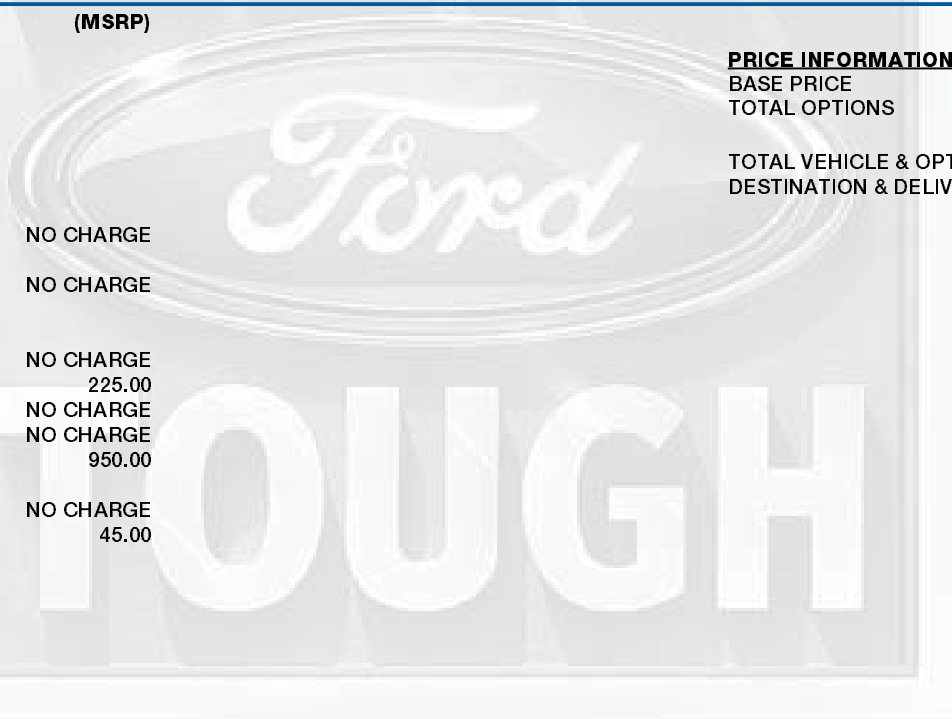 (MSRP)
PRICE INFORMATION
BASE PRICE
TOTAL OPTIONS
TOTAL VEHICLE & OPT
DESTINATION & DELIV
NO CHARGE
NO CHARGE
NO CHARGE
225.00
NO CHARGE
NO CHARGE
950.00
NO CHARGE
45.00
Ford
TOUGH